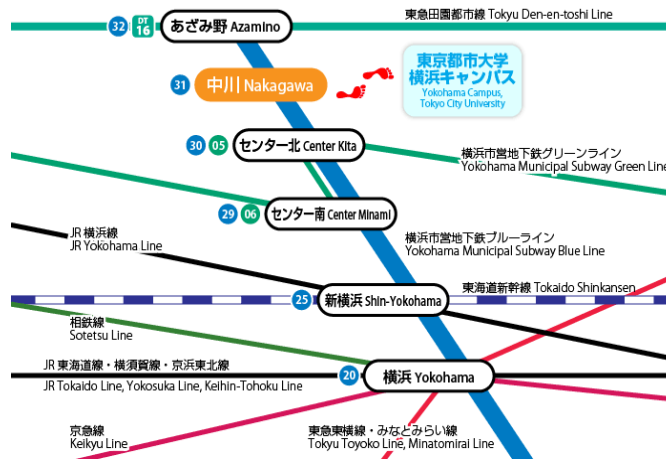 東急田園都市線 Tokyu Den-en-toshi Line
32 DT 16 あざみ野 Azamino
31 中川 Nakagawa
東京都市大学
横浜キャンパス
Yokohama Campus,
Tokyo City University
30 05 センター北 Center Kita
横浜市営地下鉄グリーンライン
Yokohama Municipal Subway Green Line
29 06 センター南 Center Minami
JR 横浜線
JR Yokohama Line
横浜市営地下鉄ブルーライン
Yokohama Municipal Subway Blue Line
東海道新幹線 Tokaido Shinkansen
25 新横浜 Shin-Yokohama
相鉄線
Sotetsu Line
JR 東海道線・横須賀線・京浜東北線
JR Tokaido Line, Yokosuka Line, Keihin-Tohoku Line
20 横浜 Yokohama
京急線
Keikyu Line
東急東横線・みなとみらい線
Tokyu Toyoko Line, Minatomirai Line